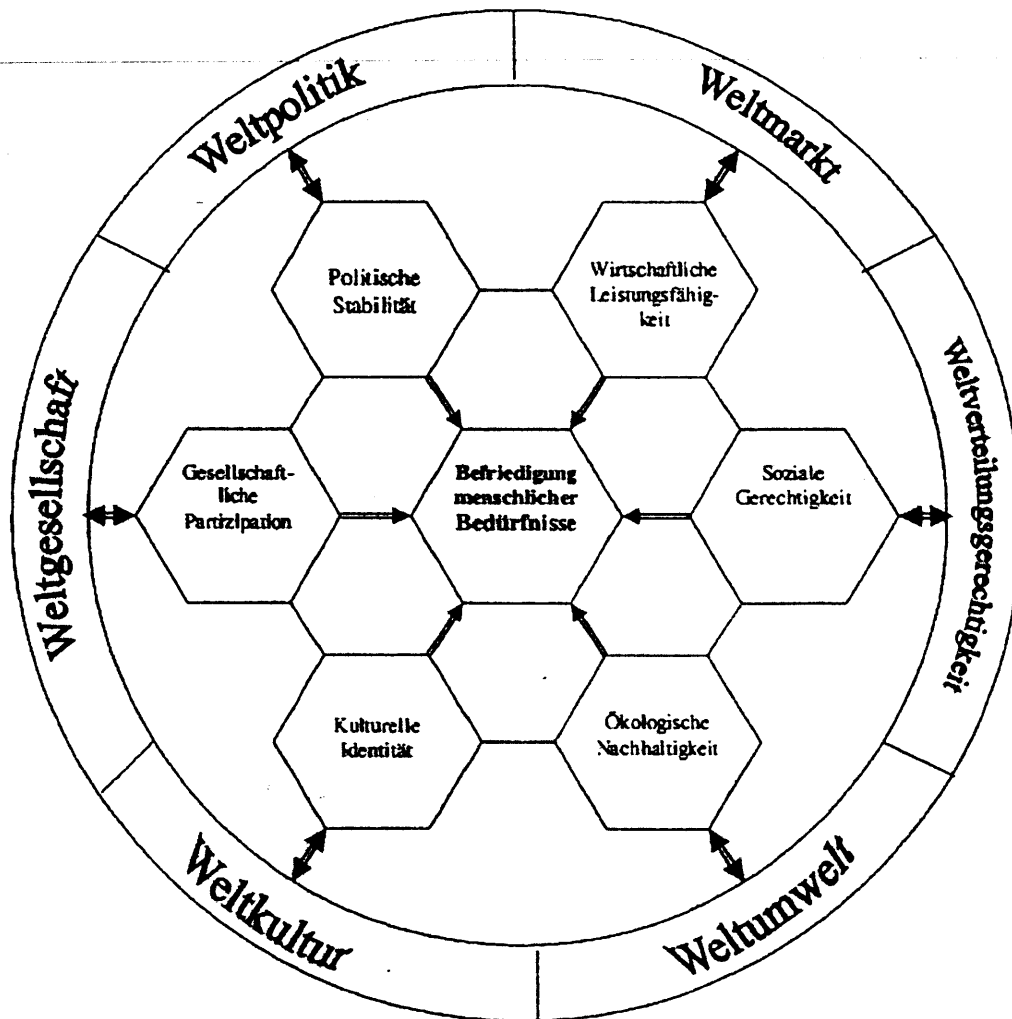 Weltpolitik
Weltmarkt
Politische
Stabilität
Wirtschaftliche
Leistungsfähig-
keit
Weltgesellschaft
Weltverteilungsgerechtigkeit
Gesellschaft-
liche
Partizipation
Befriedigung
menschlicher
Bedürfnisse
Soziale
Gerechtigkeit
Kulturelle
Identität
Ökologische
Nachhaltigkeit
Weltkultur
Weltumwelt